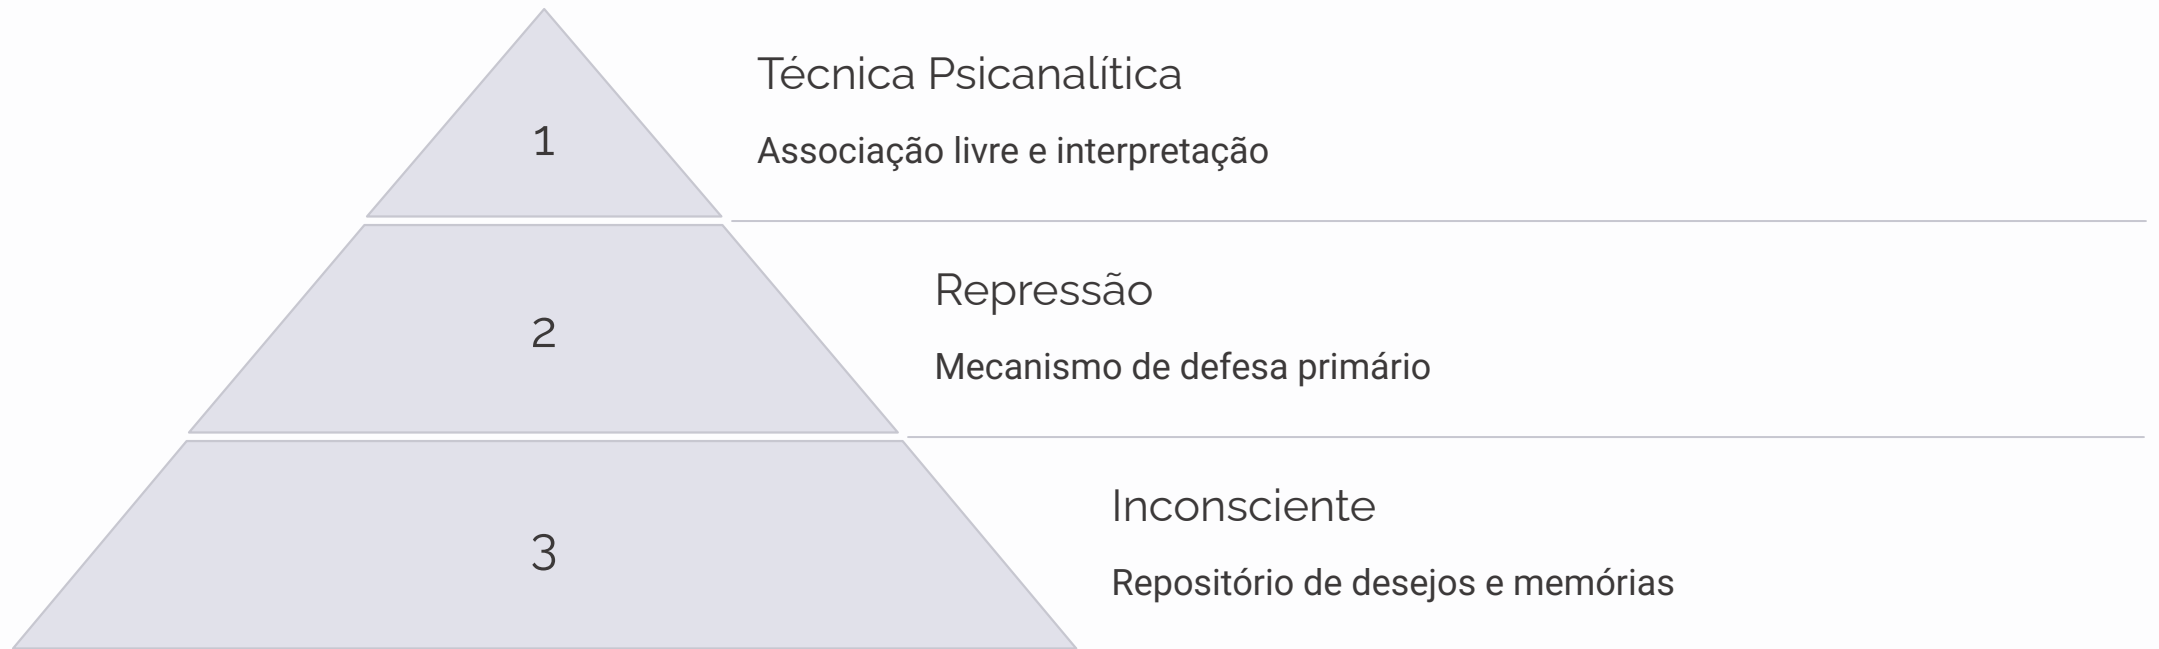 1
Técnica Psicanalítica
Associação livre e interpretação
2
Repressão
Mecanismo de defesa primário
3
Inconsciente
Repositório de desejos e memórias